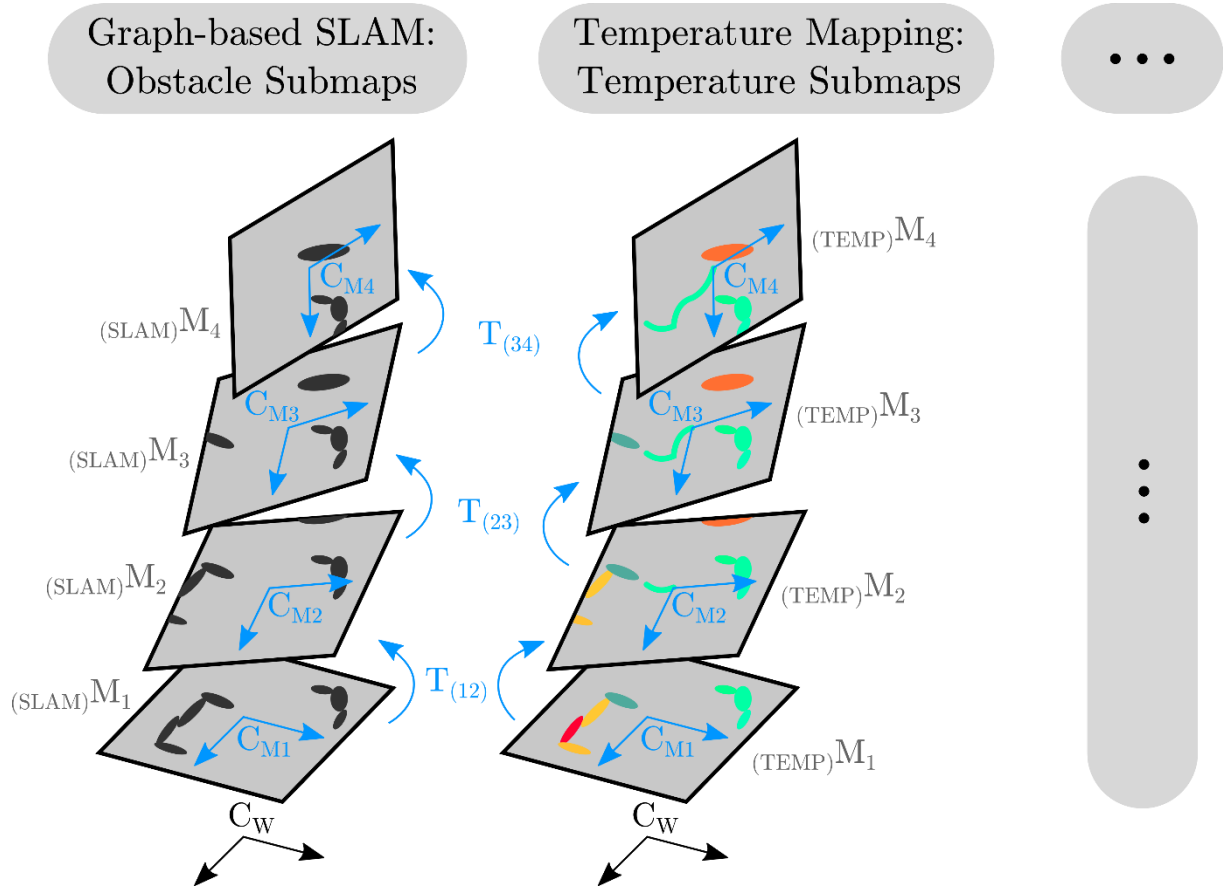 Graph-based SLAM:
Obstacle Submaps
Temperature Mapping:
Temperature Submaps
...
(SLAM)M4
CM4
T(34)
CM4
(TEMP)M4
(SLAM)M3
CM3
T(23)
CM3
(TEMP)M3
(SLAM)M2
CM2
T(12)
CM2
(TEMP)M2
(SLAM)M1
CM1
CM1
(TEMP)M1
CW
CW